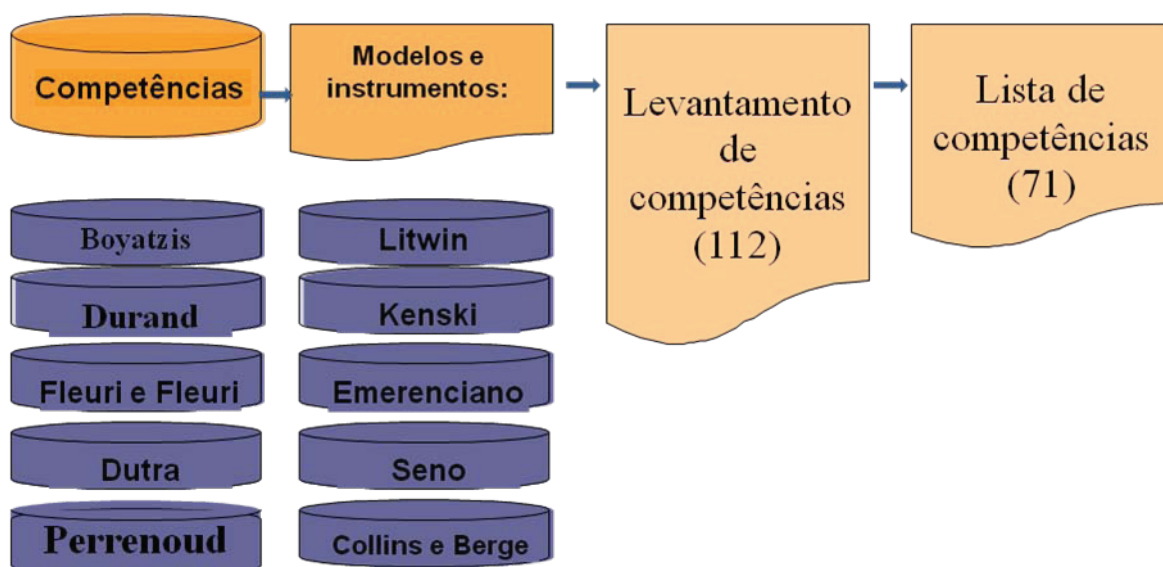 Competências
Modelos e
instrumentos:
Levantamento
de
competências
(112)
Lista de
competências
(71)
Boyatzis
Durand
Fleuri e Fleuri
Dutra
Perrenoud
Litwin
Kenski
Emerenciano
Seno
Collins e Berge